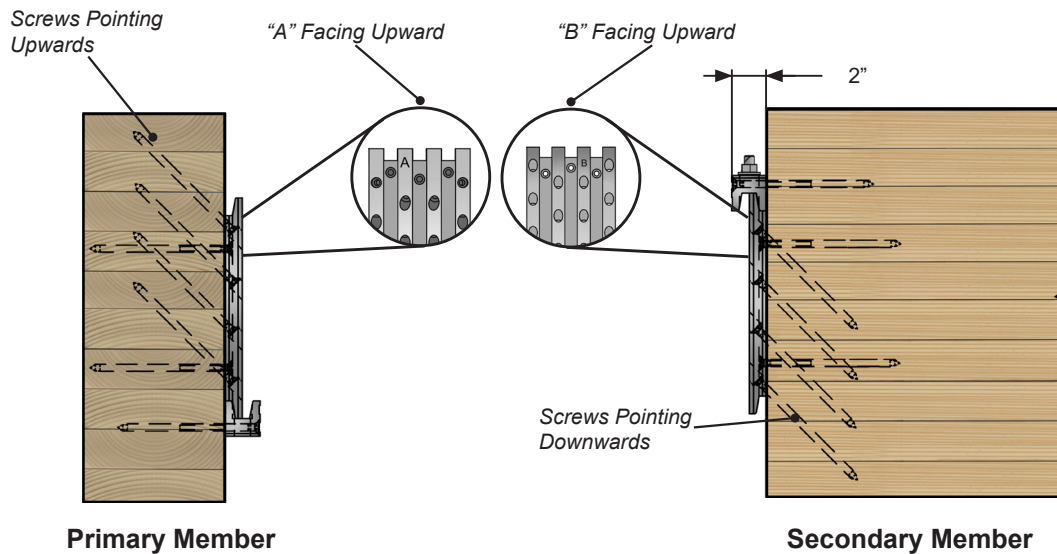 Screws Pointing
Upwards
“A” Facing Upward
“B” Facing Upward
2”
A
B
Screws Pointing
Downwards
Primary Member
Secondary Member